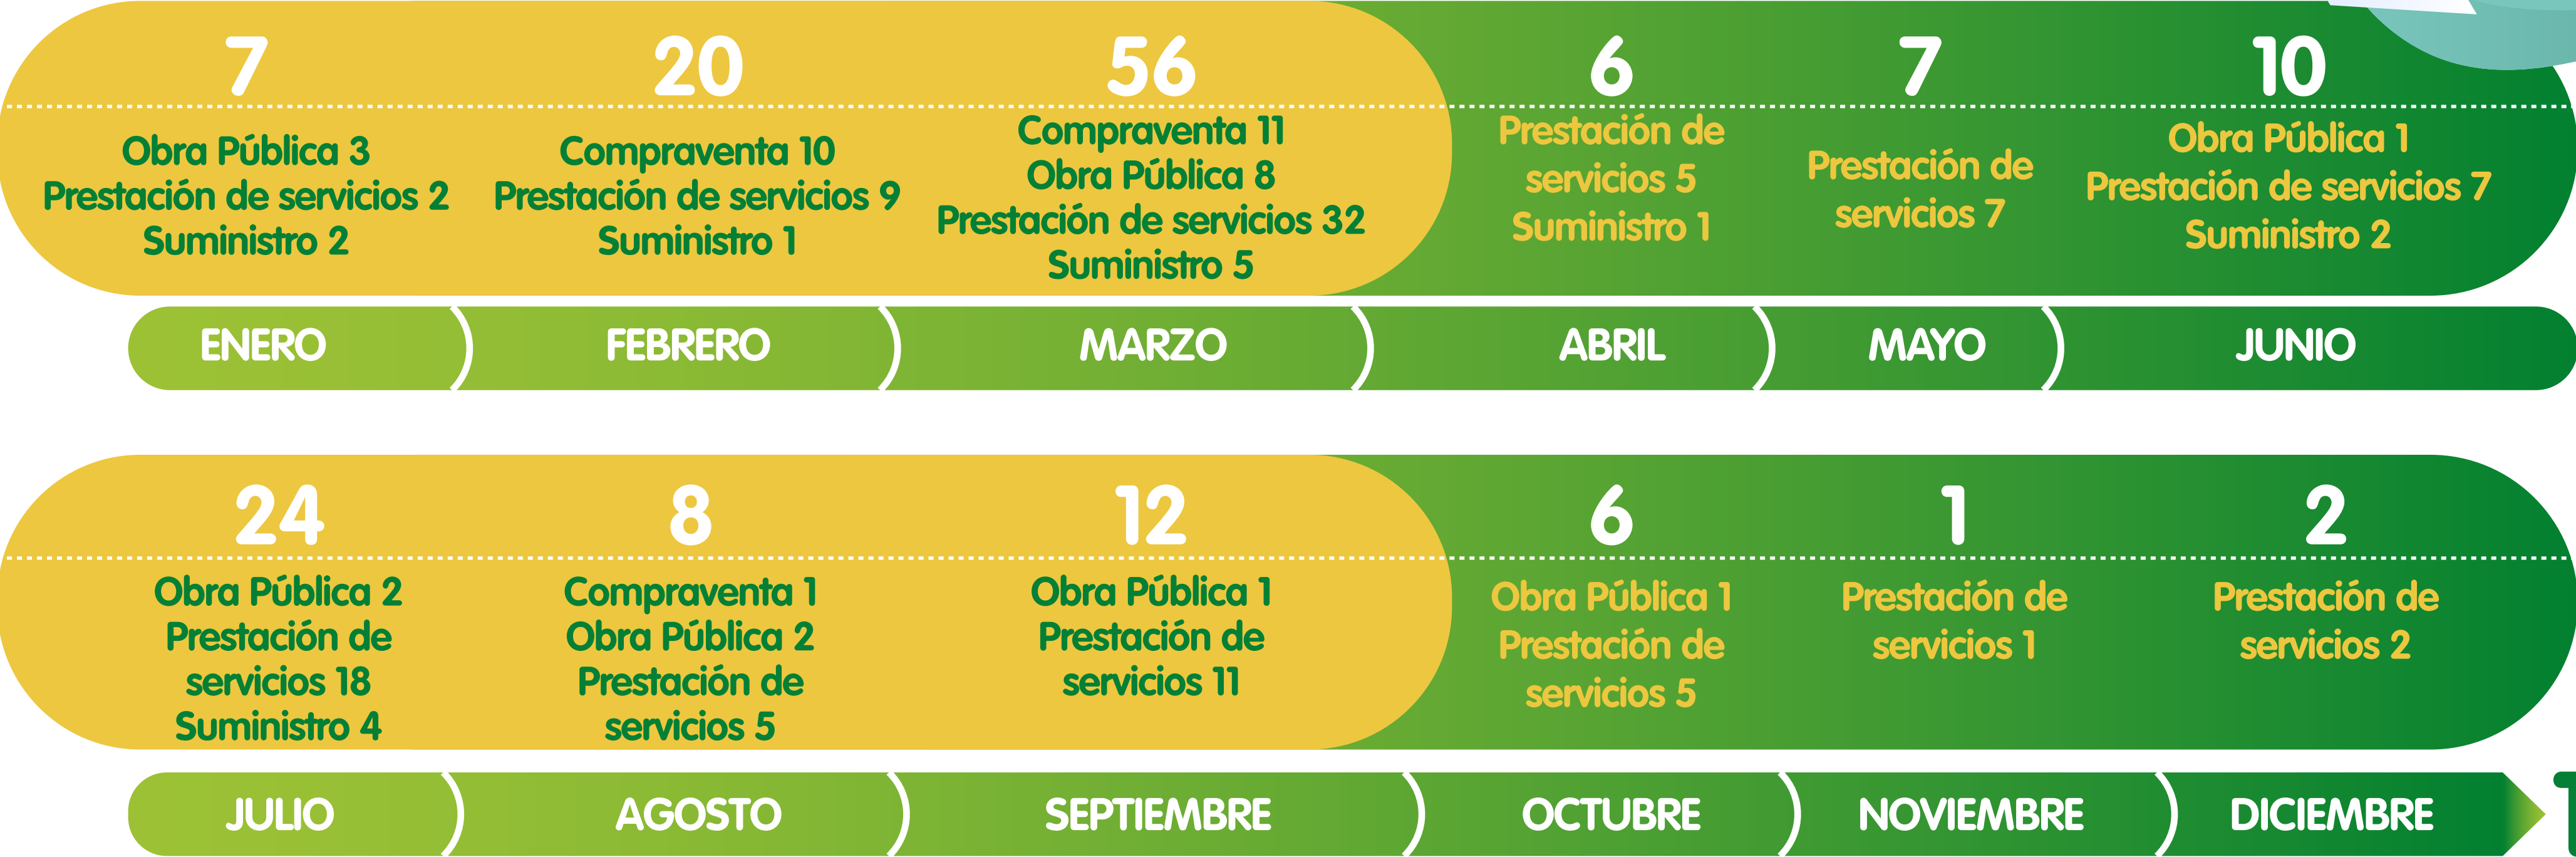 7
Obra Pública 3
Prestación de servicios 2
Suministro 2
ENERO
20
Compraventa 10
Prestación de servicios 9
Suministro 1
FEBRERO
56
Compraventa 11
Obra Pública 8
Prestación de servicios 32
Suministro 5
MARZO
6
Prestación de
servicios 5
Suministro 1
ABRIL
7
Prestación de
servicios 7
MAYO
10
Obra Pública 1
Prestación de servicios 7
Suministro 2
JUNIO
24
Obra Pública 2
Prestación de
servicios 18
Suministro 4
JULIO
8
Compraventa 1
Obra Pública 2
Prestación de
servicios 5
AGOSTO
12
Obra Pública 1
Prestación de
servicios 11
SEPTIEMBRE
6
Obra Pública 1
Prestación de
servicios 5
OCTUBRE
1
Prestación de
servicios 1
NOVIEMBRE
2
Prestación de
servicios 2
DICIEMBRE